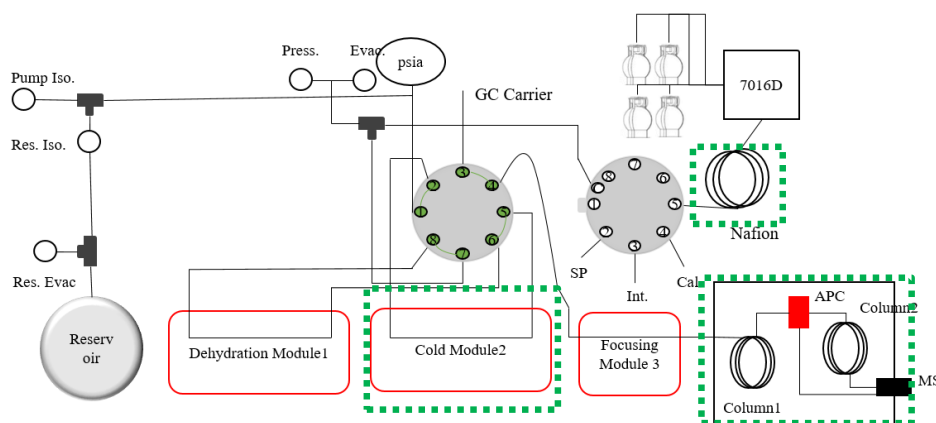 Press.
Evac.
psia
Pump Iso.
7016D
GC Carrier
Res. Iso.
3
2
4
1
5
8
6
7
7
8
6
C
1
5
2
4
3
Nafion
Res. Evac
SP
Int.
Cal
APC
Column2
Reserv
oir
Dehydration Module1
Cold Module2
Focusing
Module 3
MS
Column1